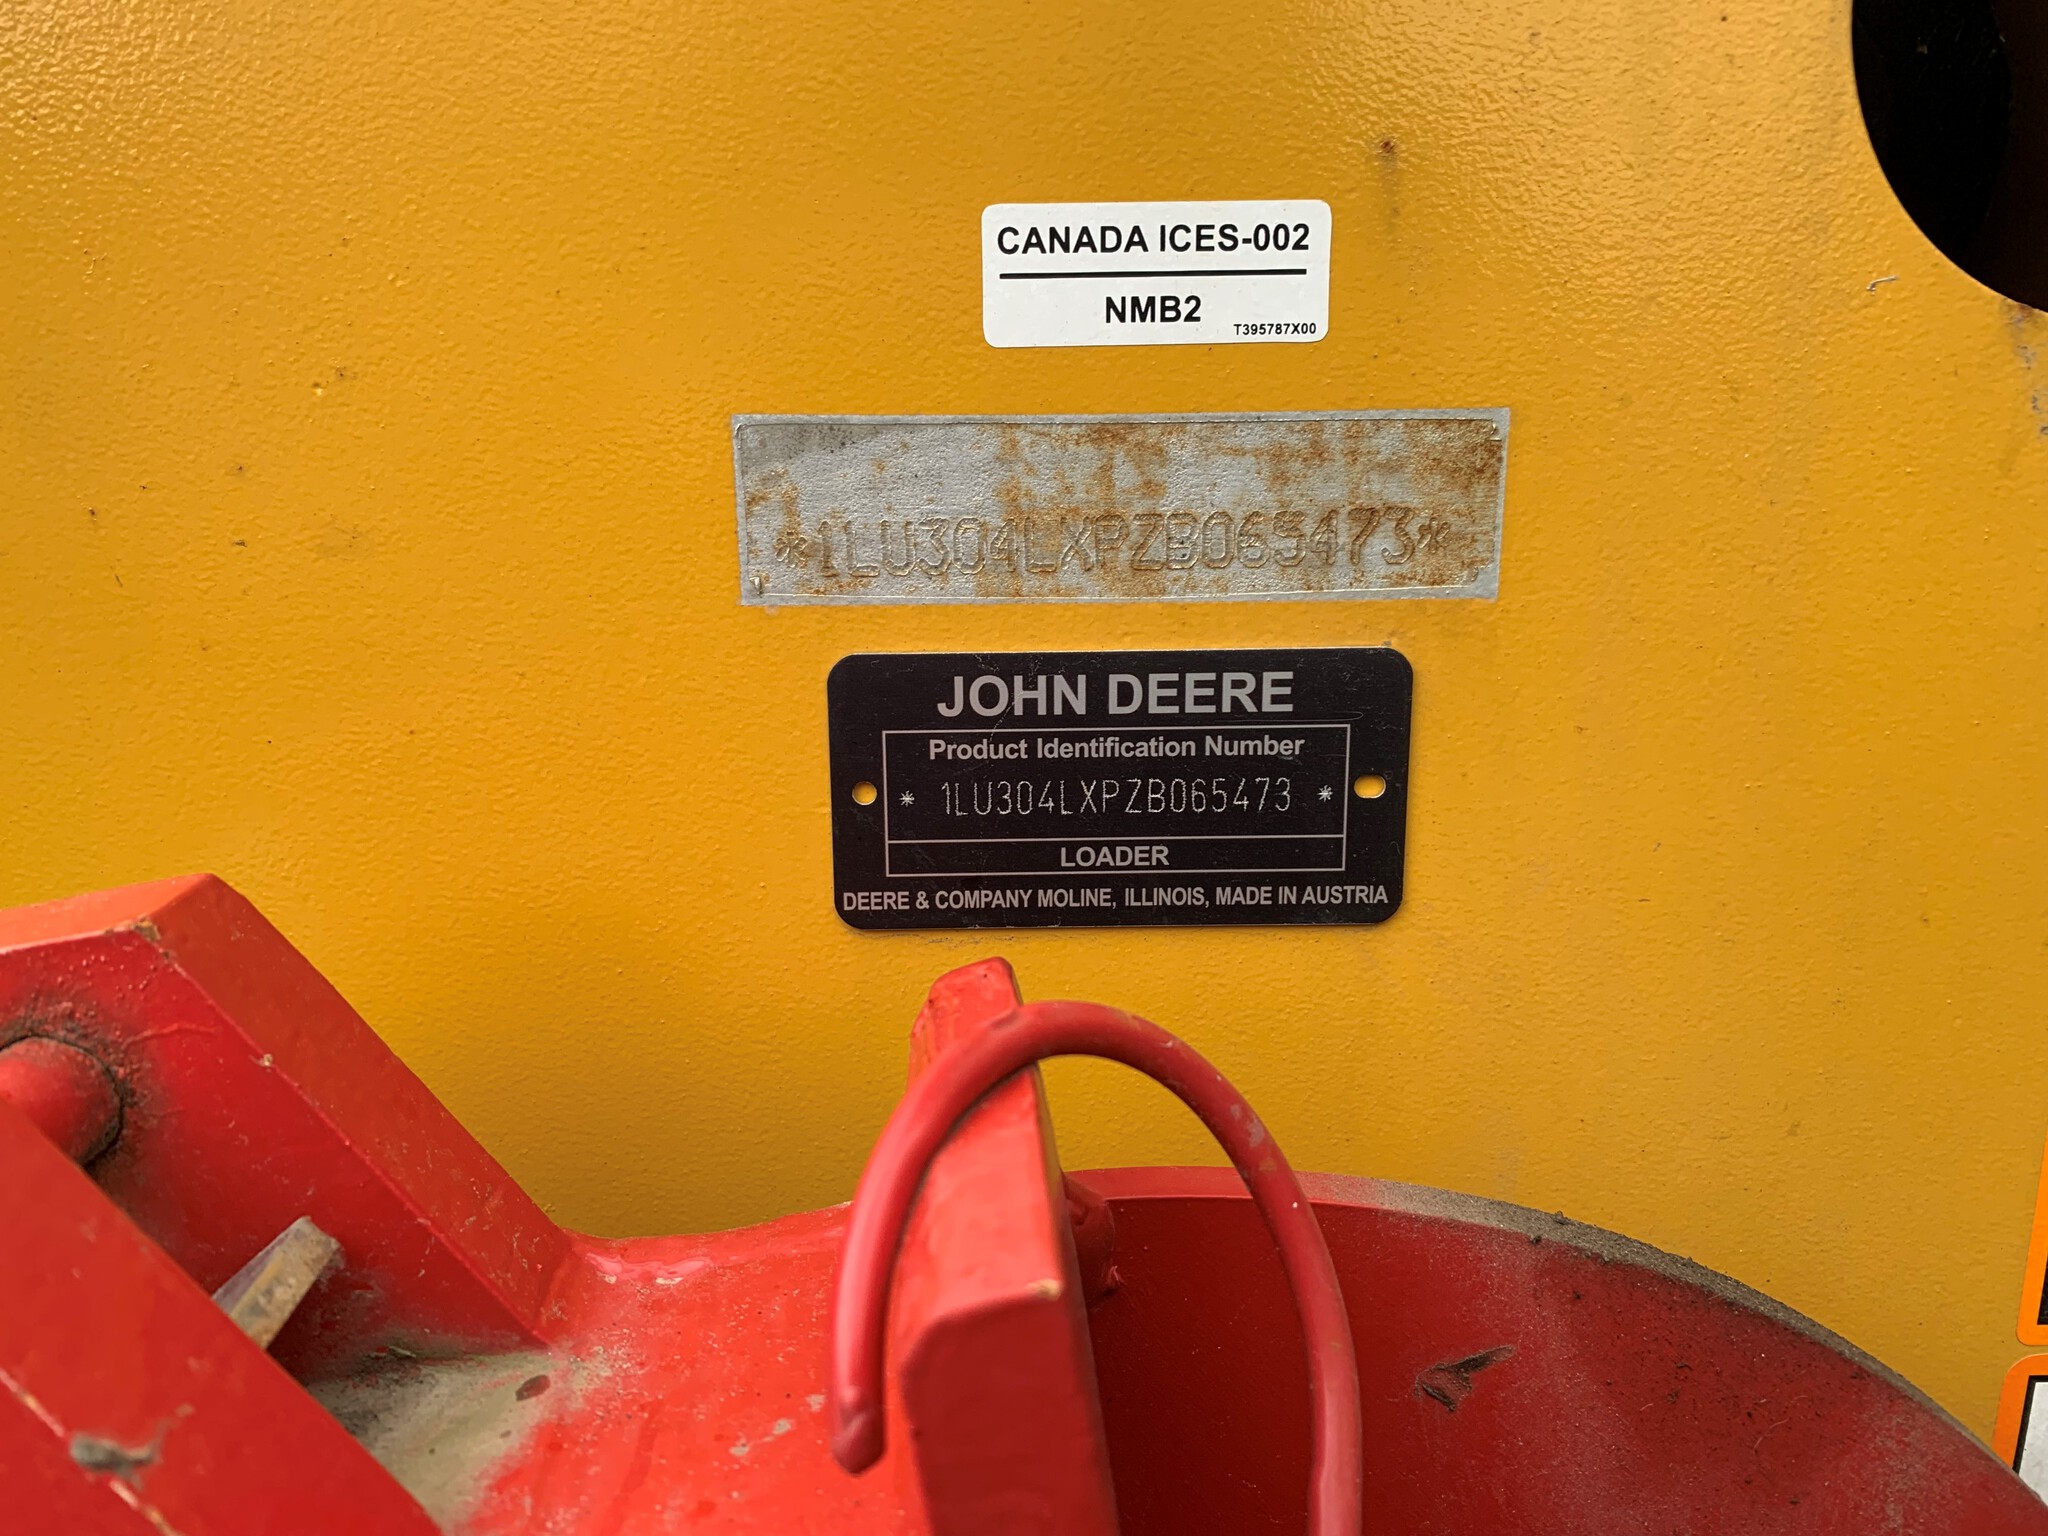 CANADA ICES-002
NMB2
T395787X00
*1LU304LXPZB065473*
JOHN DEERE
Product Identification Number
* 1LU304LXPZB065473 *
LOADER
DEERE & COMPANY MOLINE, ILLINOIS, MADE IN AUSTRIA